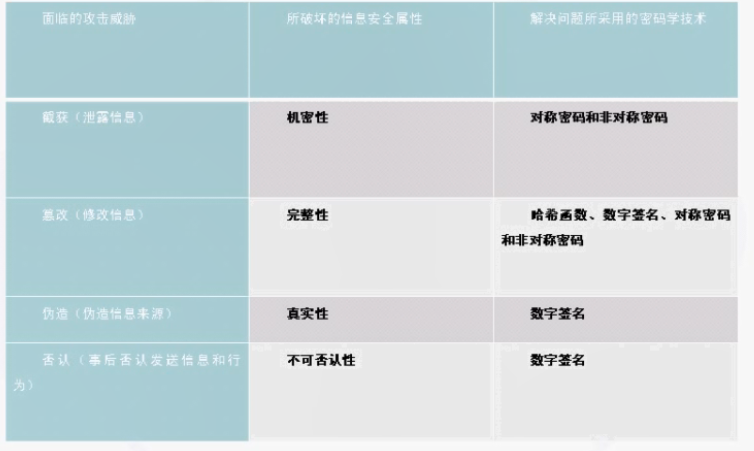 面临的攻击威胁 所破坏的信息安全属性 解决问题所采用的密码学技术
截获（泄露信息） 机密性 对称密码和非对称密码
篡改（修改信息） 完整性 哈希函数、数字签名、对称密码
和非对称密码
伪造（伪造信息来源） 真实性 数字签名
否认（事后否认发送信息和行
为） 不可否认性 数字签名